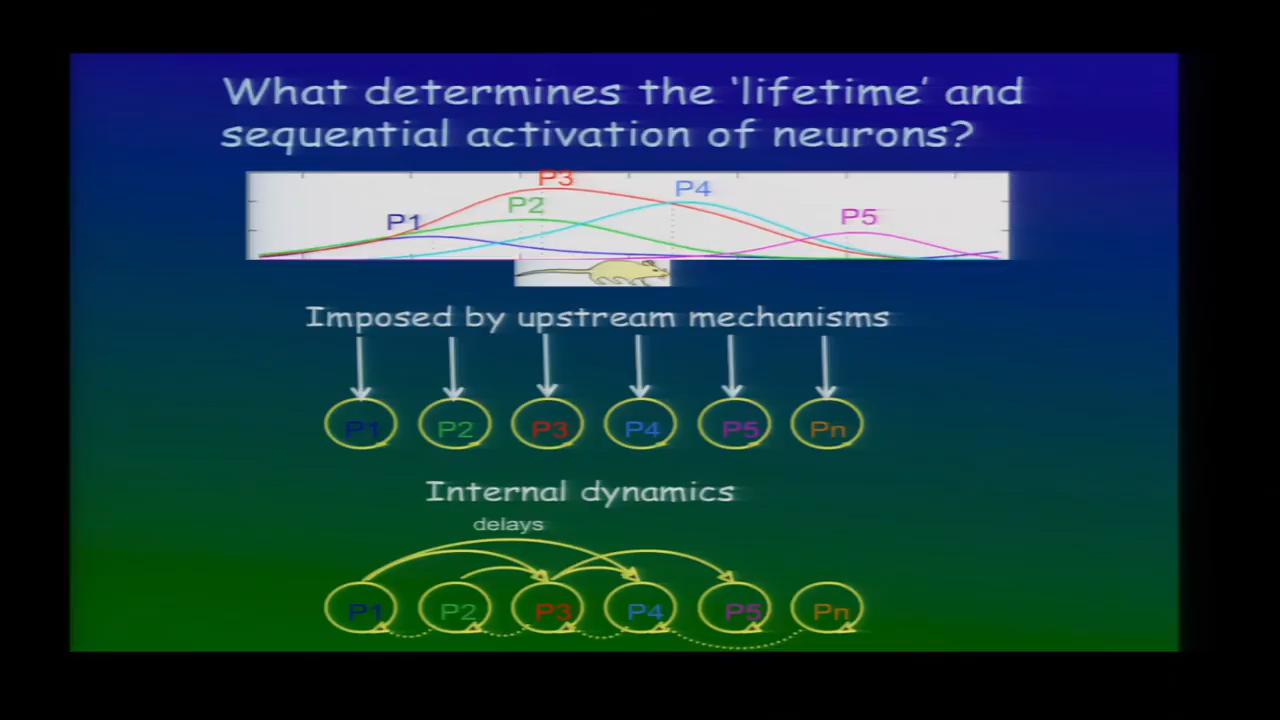 What determines the ‘lifetime’ and
sequential activation of neurons?
P1 P2 P3 P4 P5
Imposed by upstream mechanisms
P1 P2 P3 P4 P5 Pn
Internal dynamics
delays
P1 P2 P3 P4 P5 Pn